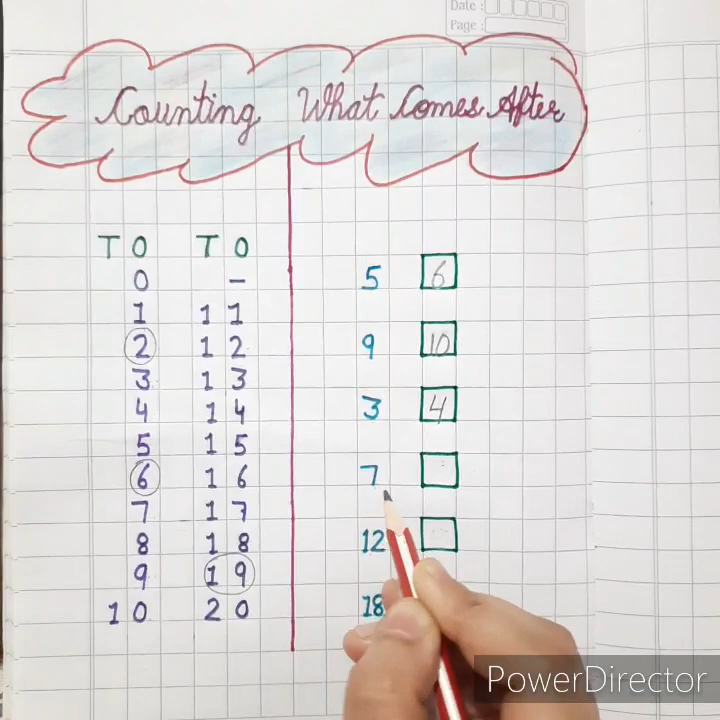 Date :
Page :
Counting What Comes After
T O T O
0 –
1 1 1
2 1 2
3 1 3
4 1 4
5 1 5
6 1 6
7 1 7
8 1 8
9 1 9
1 0 2 0
5 6
9 10
3 4
7
12
18
PowerDirector